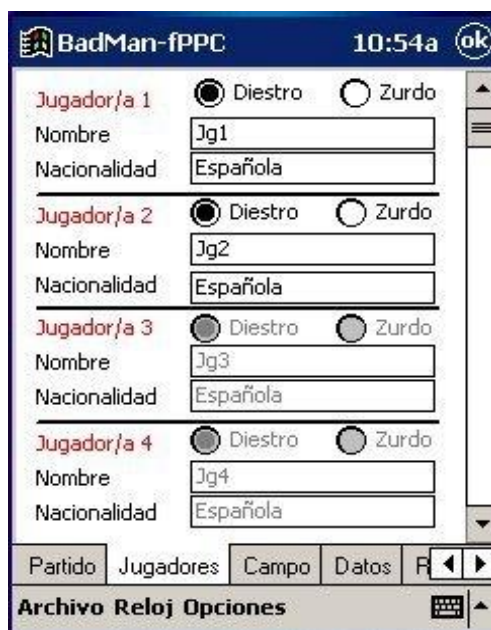 BadMan-fPPC 10:54a ok
Jugador/a 1 Diestro Zurdo
Nombre Jg1
Nacionalidad Española
Jugador/a 2 Diestro Zurdo
Nombre Jg2
Nacionalidad Española
Jugador/a 3 Diestro Zurdo
Nombre Jg3
Nacionalidad Española
Jugador/a 4 Diestro Zurdo
Nombre Jg4
Nacionalidad Española
Partido Jugadores Campo Datos
Archivo Reloj Opciones